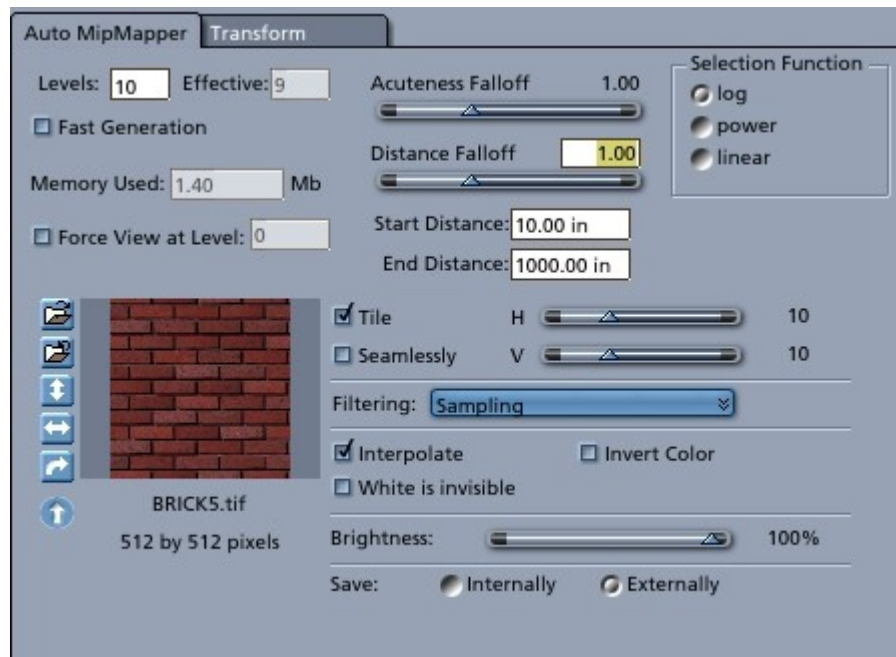 Auto MipMapper Transform
Levels: 10 Effective: 9
Fast Generation
Memory Used: 1.40 Mb
Force View at Level: 0
Acuteness Falloff 1.00
Distance Falloff 1.00
Start Distance: 10.00 in
End Distance: 1000.00 in
Selection Function
log
power
linear
BRICK5.tif
512 by 512 pixels
Tile H 10
Seamlessly V 10
Filtering: Sampling
Interpolate Invert Color
White is invisible
Brightness: 100%
Save: Internally Externally